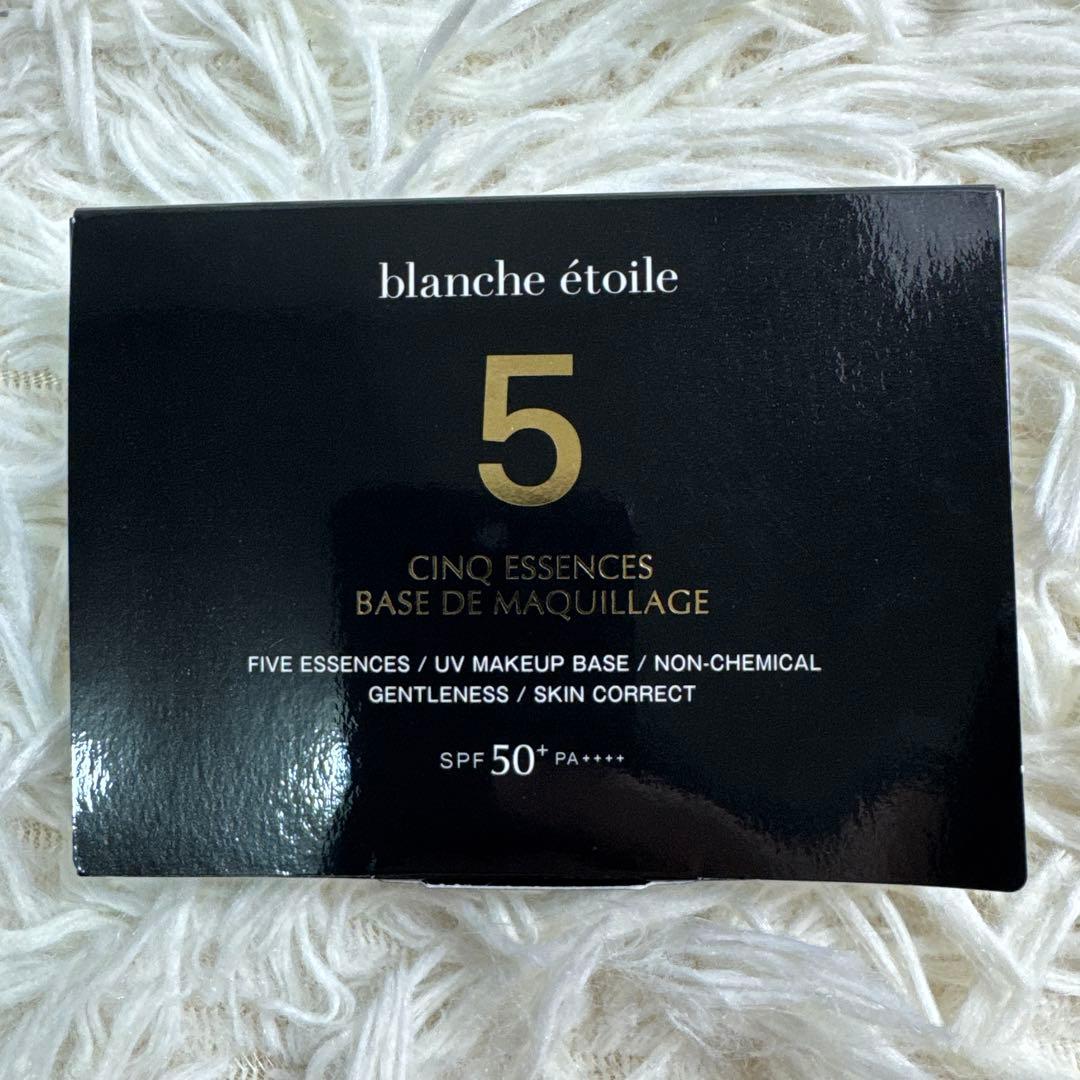 blanche étoile
5
CINQ ESSENCES
BASE DE MAQUILLAGE
FIVE ESSENCES / UV MAKEUP BASE / NON-CHEMICAL
GENTLENESS / SKIN CORRECT
SPF 50+ PA++++